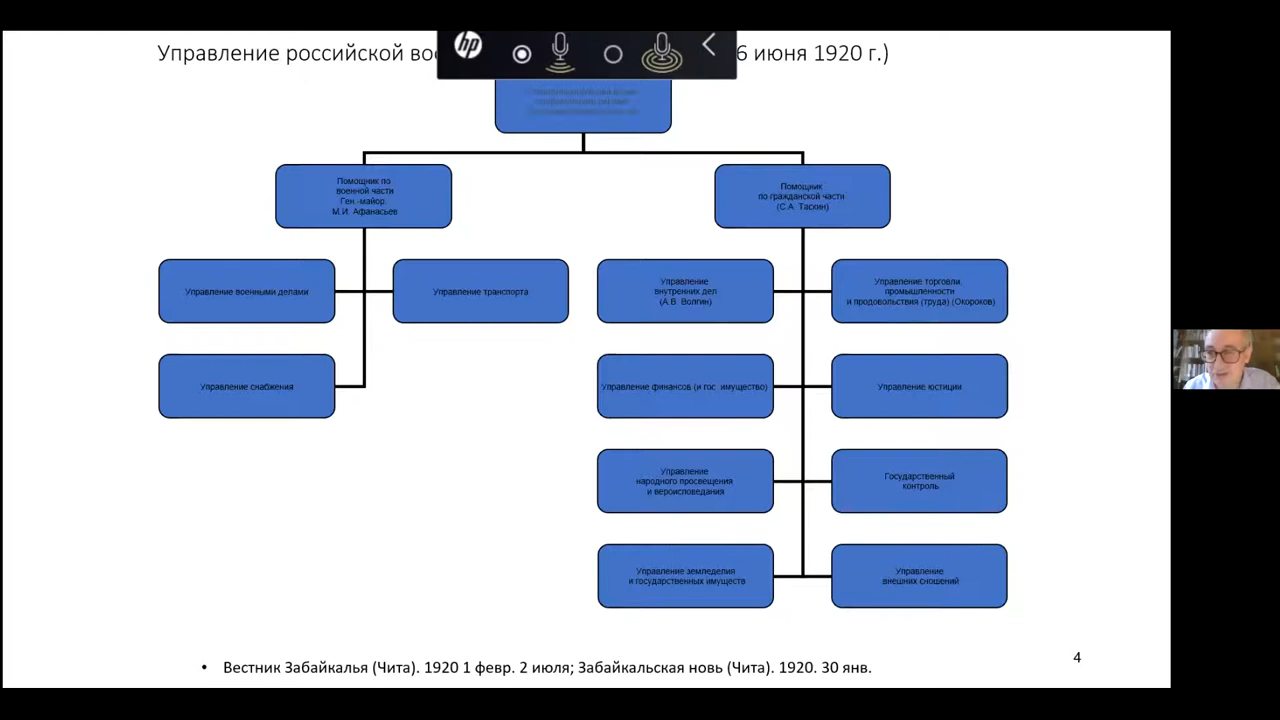 Управление российской
6 июня 1920 г.)
hp
Помощник по
военной части
Ген.-майор.
М.И. Афанасьев
Помощник
по гражданской части
(С.А. Таскин)
Управление военными делами
Управление транспорта
Управление
внутренних дел
(А.В. Волгин)
Управление торговли,
промышленности
и продовольствия (труда) (Окороков)
Управление снабжения
Управление финансов (и гос. имущество)
Управление юстиции
Управление
народного просвещения
и вероисповедания
Государственный
контроль
Управление земледелия
и государственных имуществ
Управление
внешних сношений
• Вестник Забайкалья (Чита). 1920 1 февр. 2 июля; Забайкальская новь (Чита). 1920. 30 янв.
4